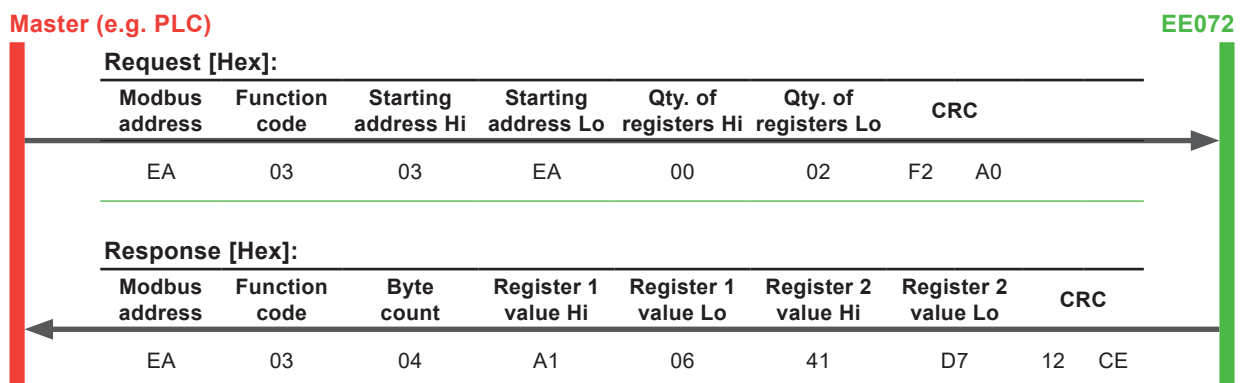 Master (e.g. PLC) EE072
Request [Hex]:
Modbus Function Starting Starting Qty. of Qty. of CRC
address code address Hi address Lo registers Hi registers Lo
EA 03 03 EA 00 02 F2 A0
Response [Hex]:
Modbus Function Byte Register 1 Register 1 Register 2 Register 2 CRC
address code count value Hi value Lo value Hi value Lo
EA 03 04 A1 06 41 D7 12 CE